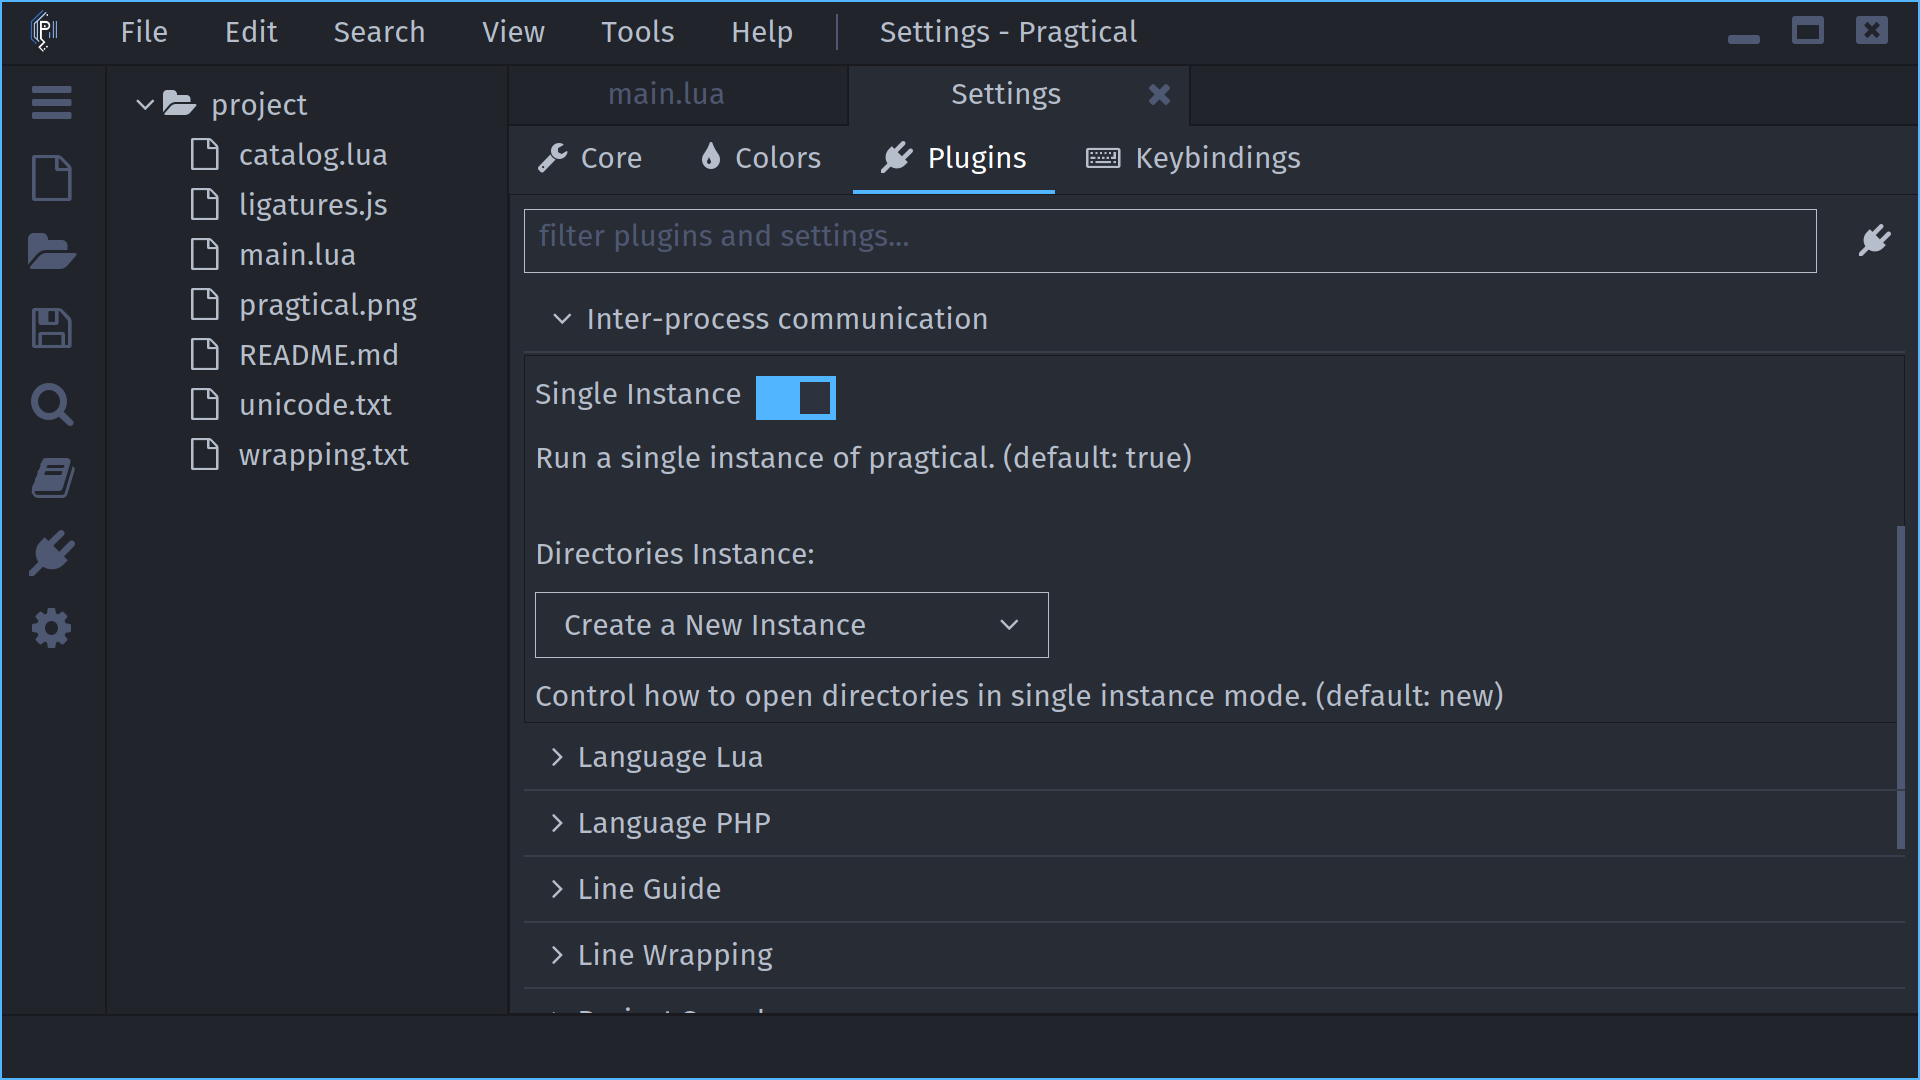 File Edit Search View Tools Help Settings - Pragtical
project
catalog.lua
ligatures.js
main.lua
pragtical.png
README.md
unicode.txt
wrapping.txt
main.lua Settings
Core Colors Plugins Keybindings
filter plugins and settings...
Inter-process communication
Single Instance
Run a single instance of pragtical. (default: true)
Directories Instance:
Create a New Instance
Control how to open directories in single instance mode. (default: new)
Language Lua
Language PHP
Line Guide
Line Wrapping